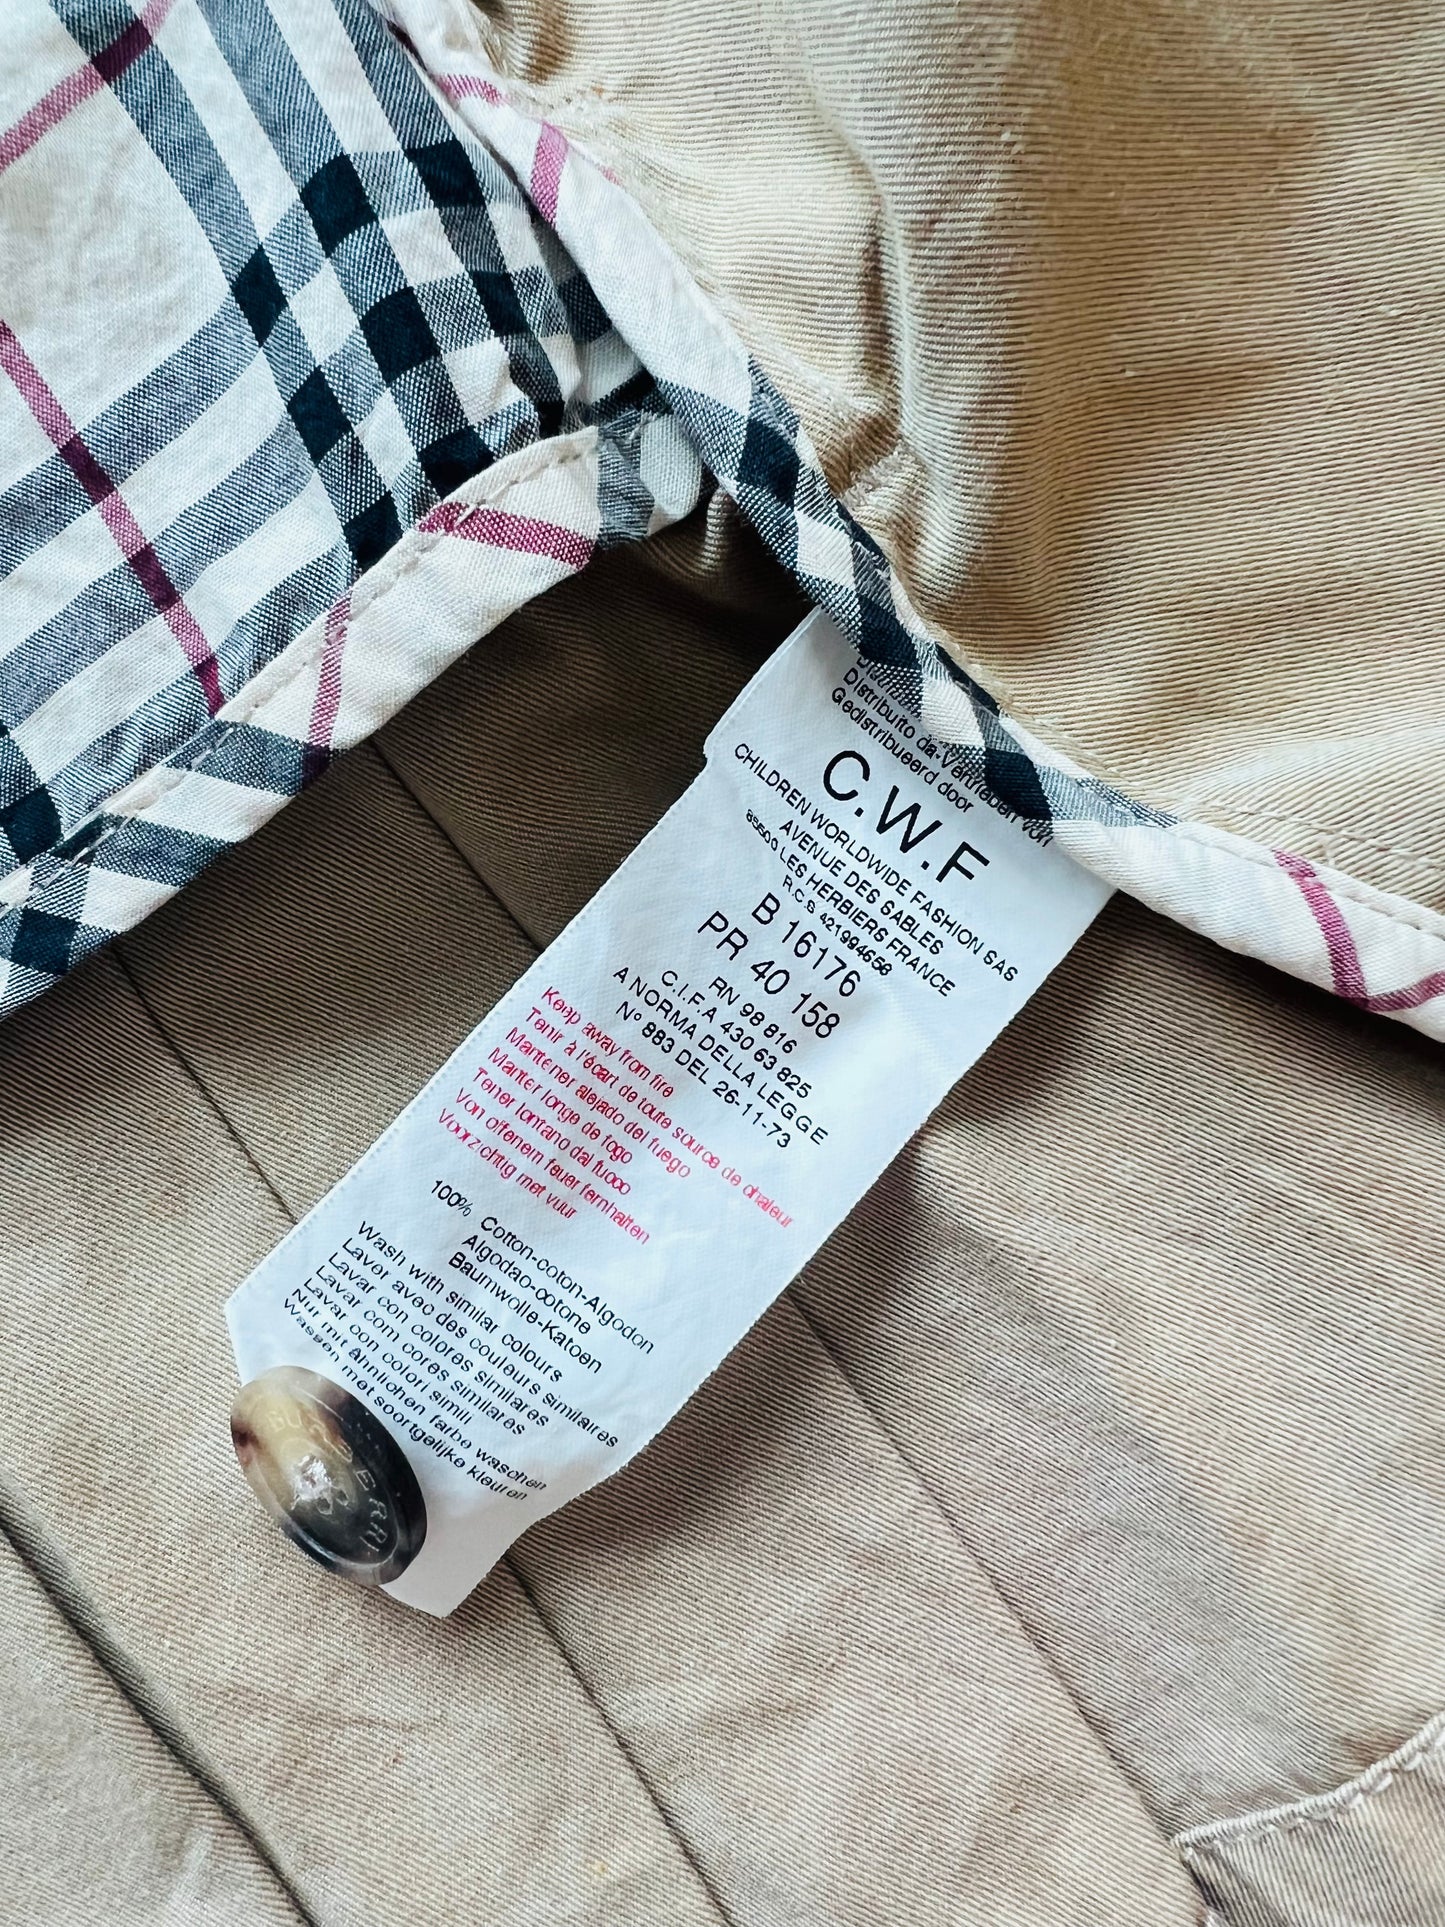 Distribuito da-Vertrieben von
Gedistribueerd door
C.W.F
CHILDREN WORLDWIDE FASHION SAS
AVENUE DES SABLES
85500 LES HERBIERS FRANCE
R.C.S 421994658
B 16176
PR 40 158
RN 98 816
C.I.F.A 430 63 825
A NORMA DELLA LEGGE
N° 883 DEL 26-11-73
Keep away from fire
Tenir à l'écart de toute source de chaleur
Mantener alejado del fuego
Manter longe de fogo
Tener lontano dal fuoco
Von offenem feuer fernhalten
Voorzichtig met vuur
100% Cotton-coton-Algodon
Algodao-cotone
Baumwolle-Katoen
Wash with similar colours
Laver avec des couleurs similaires
Lavar con colores similares
Lavar com cores similares
Lavar con colori simili
Nur mit ähnlichen farbe waschen
Wassen met soortgelijke kleuren